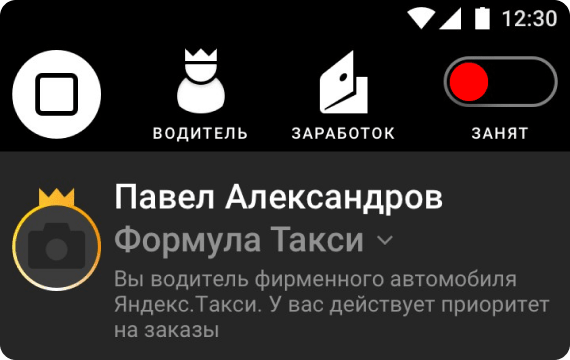 12:30
ВОДИТЕЛЬ
ЗАРАБОТОК
ЗАНЯТ
Павел Александров
Формула Такси
Вы водитель фирменного автомобиля
Яндекс.Такси. У вас действует приоритет
на заказы